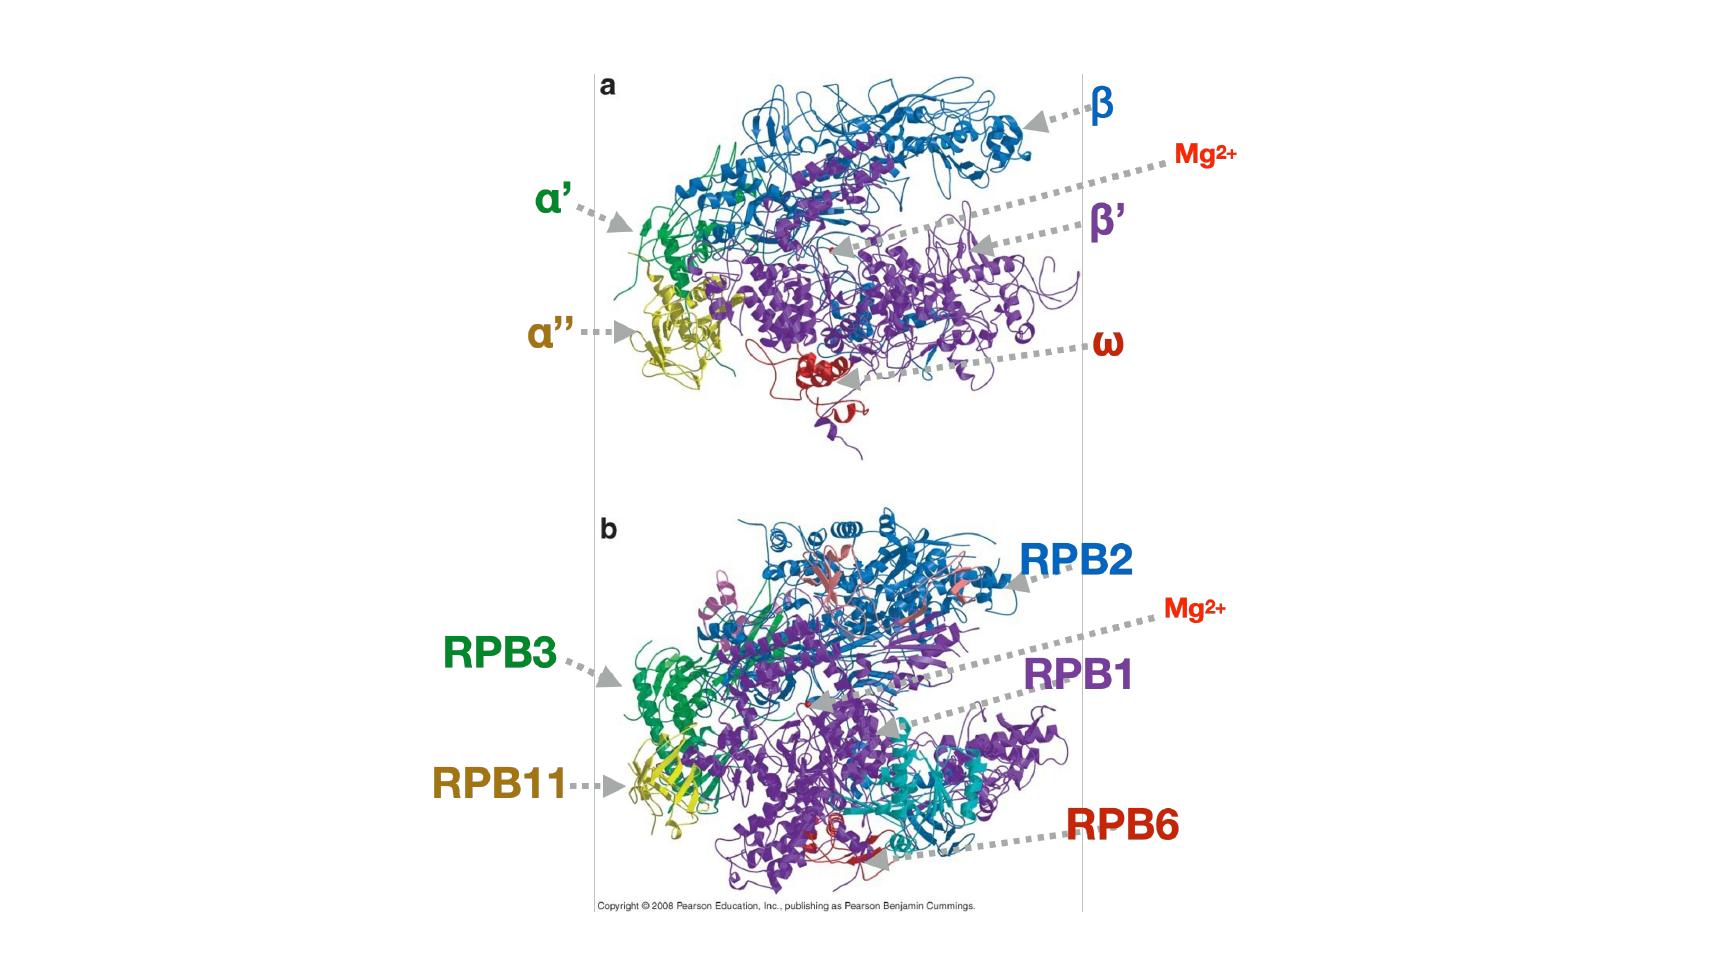 a
β
Mg2+
α’
β’
α’’
ω
b
RPB2
Mg2+
RPB3
RPB1
RPB11
RPB6
Copyright © 2008 Pearson Education, Inc., publishing as Pearson Benjamin Cummings.